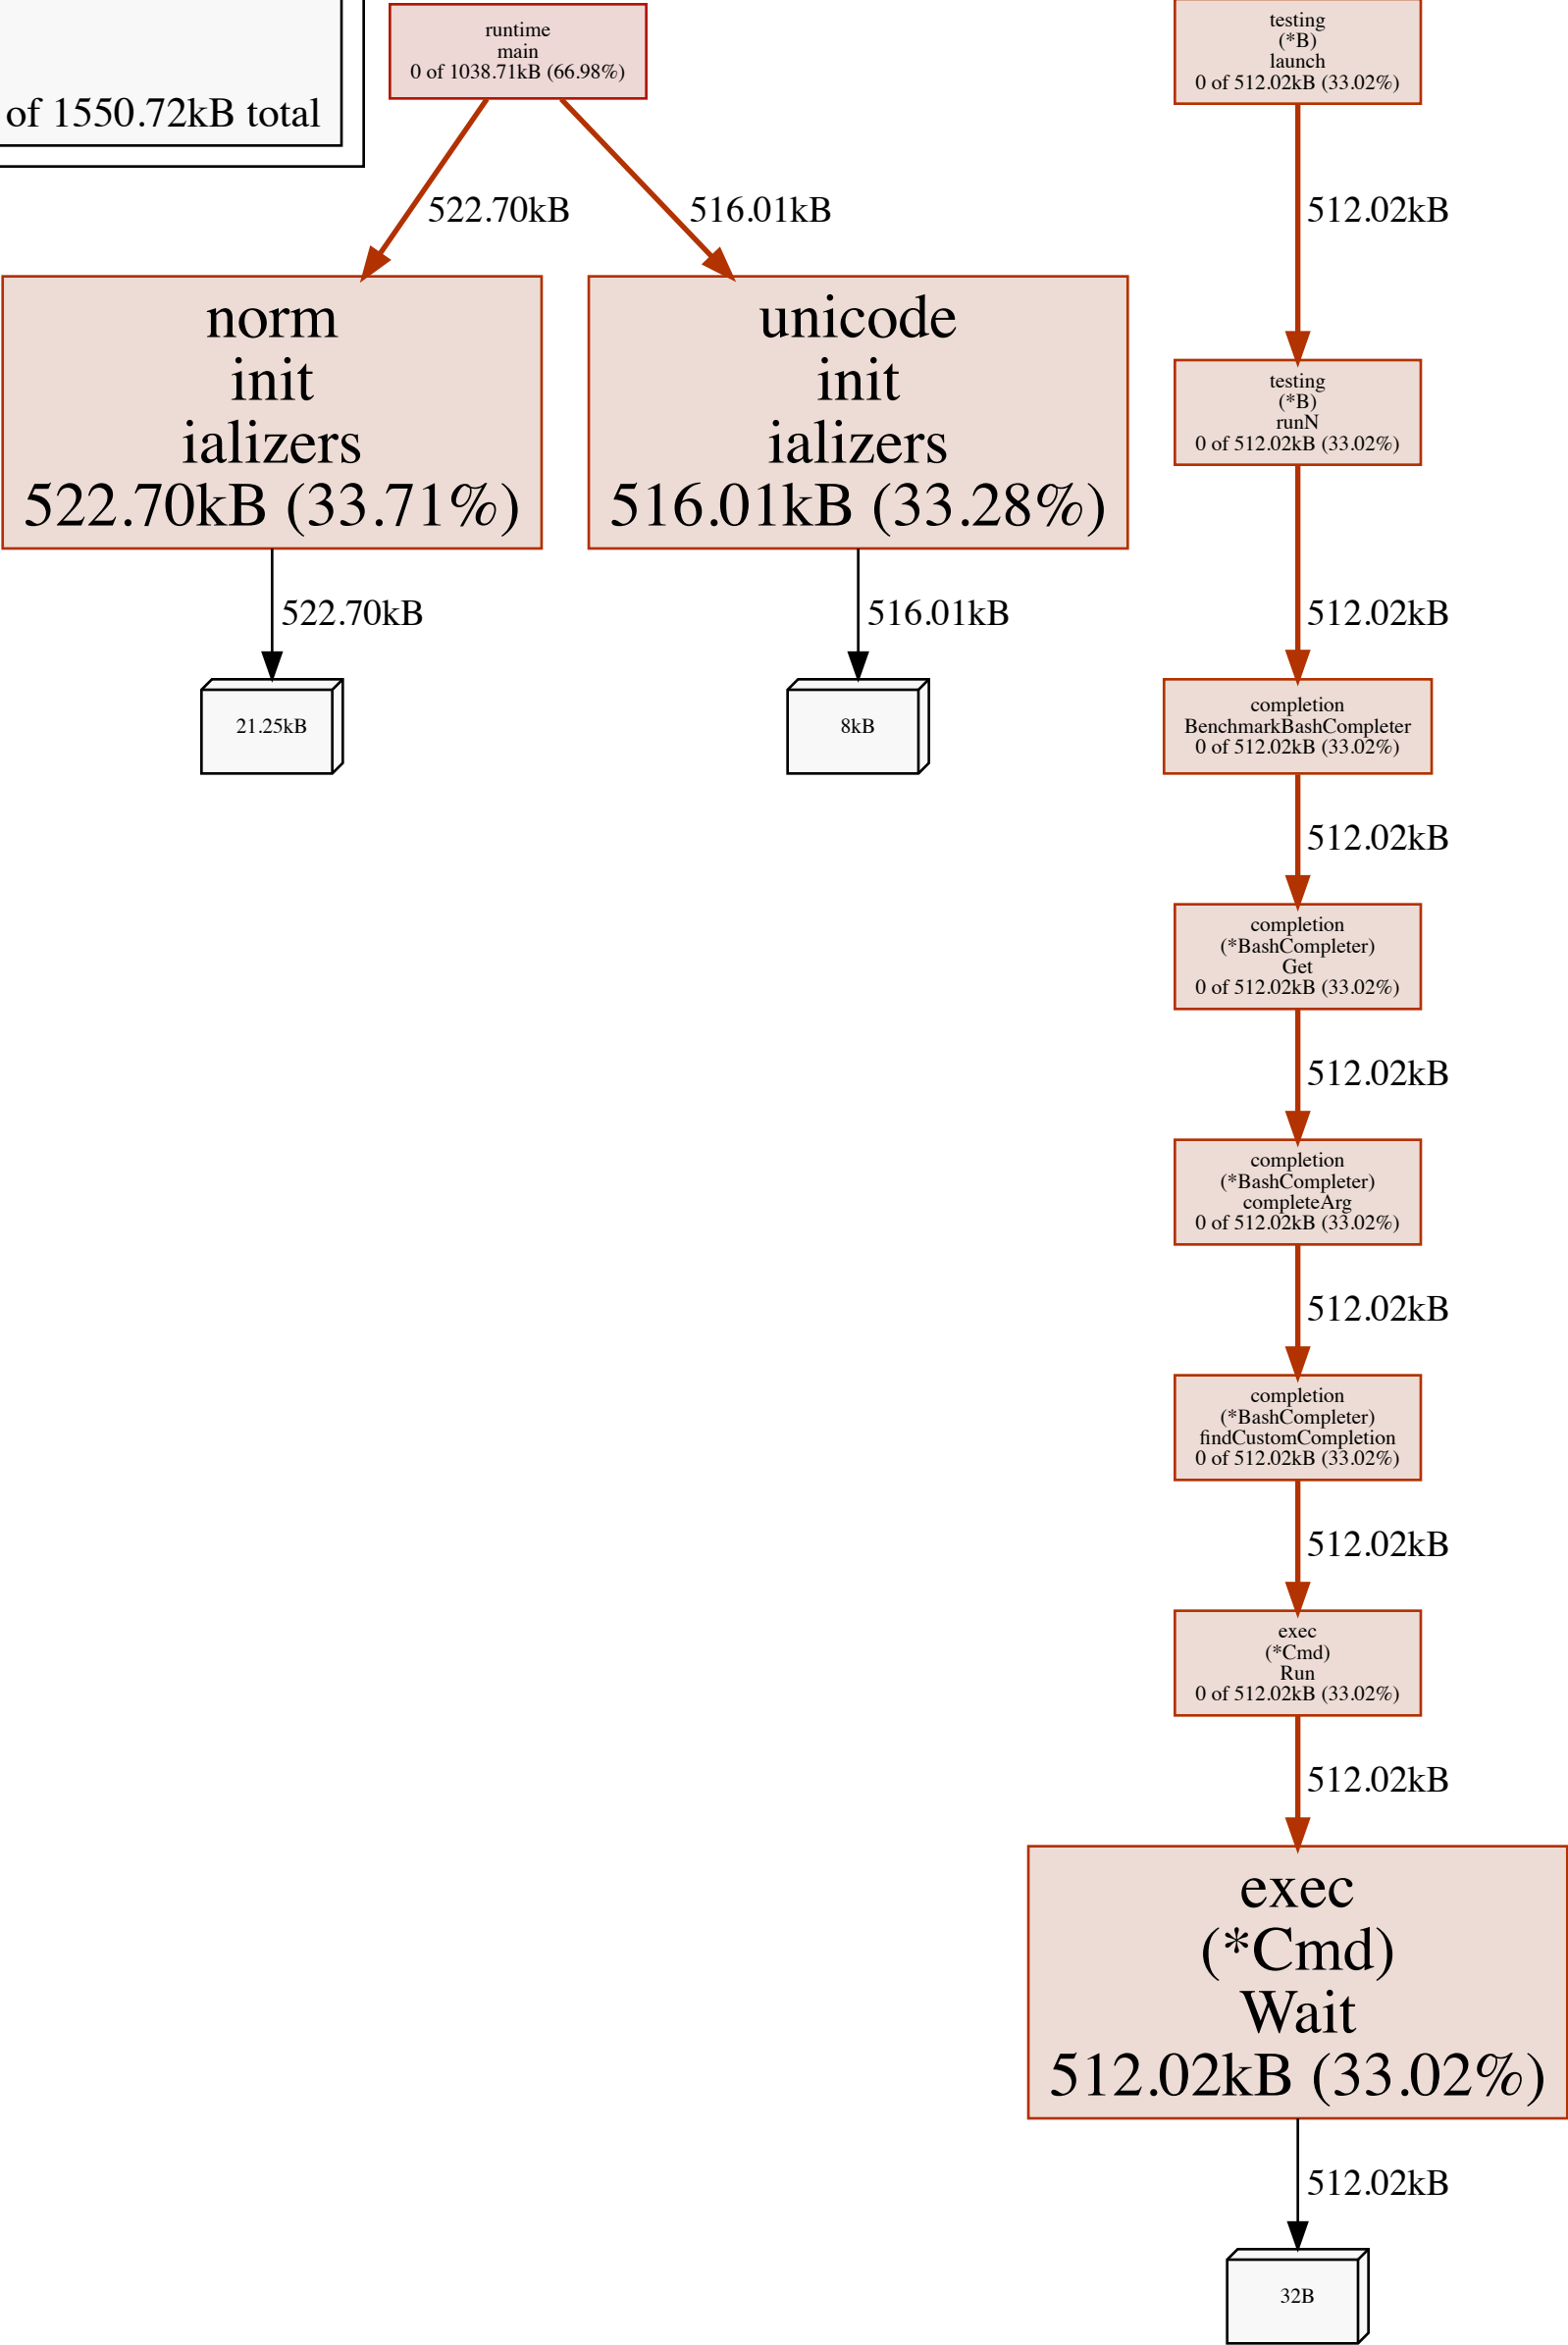 of 1550.72kB total
runtime
main
0 of 1038.71kB (66.98%)
testing
(*B)
launch
0 of 512.02kB (33.02%)
522.70kB
516.01kB
512.02kB
norm
init
ializers
522.70kB (33.71%)
unicode
init
ializers
516.01kB (33.28%)
testing
(*B)
runN
0 of 512.02kB (33.02%)
522.70kB
516.01kB
512.02kB
21.25kB
8kB
completion
BenchmarkBashCompleter
0 of 512.02kB (33.02%)
512.02kB
completion
(*BashCompleter)
Get
0 of 512.02kB (33.02%)
512.02kB
completion
(*BashCompleter)
completeArg
0 of 512.02kB (33.02%)
512.02kB
completion
(*BashCompleter)
findCustomCompletion
0 of 512.02kB (33.02%)
512.02kB
exec
(*Cmd)
Run
0 of 512.02kB (33.02%)
512.02kB
exec
(*Cmd)
Wait
512.02kB (33.02%)
512.02kB
32B